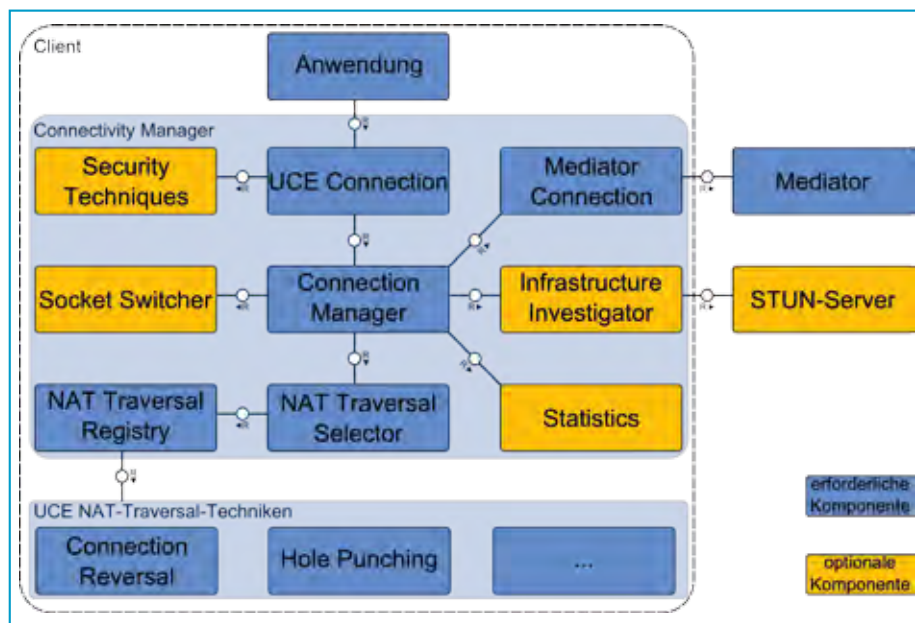 Client
Anwendung
Connectivity Manager
Security
Techniques
UCE Connection
Mediator
Connection
Mediator
Socket Switcher
Connection
Manager
Infrastructure
Investigator
STUN-Server
NAT Traversal
Registry
NAT Traversal
Selector
Statistics
UCE NAT-Traversal-Techniken
Connection
Reversal
Hole Punching
...
erforderliche
Komponente
optionale
Komponente